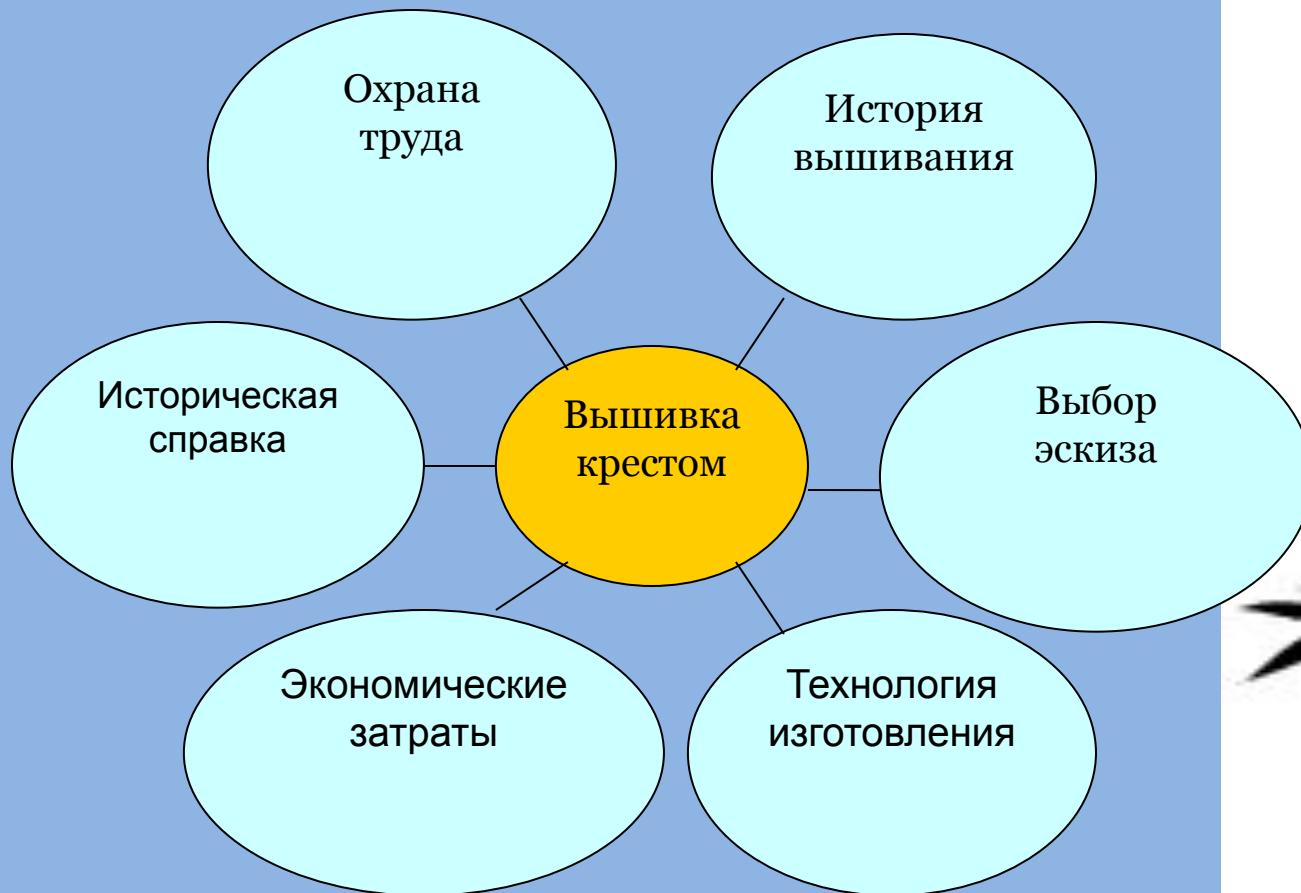 Охрана
труда
История
вышивания
Историческая
справка
Вышивка
крестом
Выбор
эскиза
Экономические
затраты
Технология
изготовления